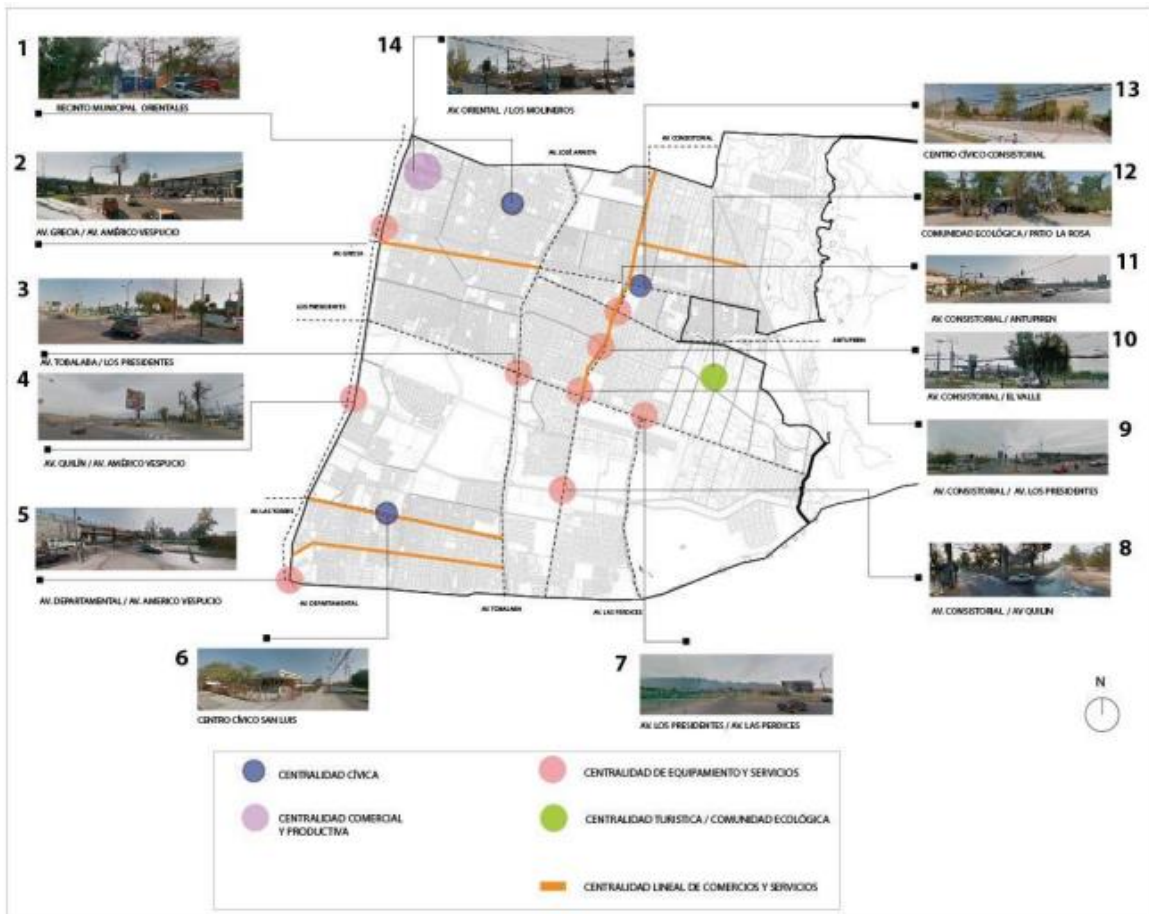 1
RECINTO MUNICIPAL ORIENTALES
14
AV. ORIENTAL / LOS MOLINEROS
13
CENTRO CÍVICO CONSISTORIAL
2
AV. GRECIA / AV. AMÉRICO VESPUCIO
12
COMUNIDAD ECOLÓGICA / PATIO LA ROSA
3
AV. TOBALABA / LOS PRESIDENTES
11
AV. CONSISTORIAL / ANTUPIREN
4
AV. QUILÍN / AV. AMÉRICO VESPUCIO
10
AV. CONSISTORIAL / EL VALLE
9
AV. CONSISTORIAL / AV. LOS PRESIDENTES
5
AV. DEPARTAMENTAL / AV. AMERICO VESPUCIO
8
AV. CONSISTORIAL / AV QUILIN
6
CENTRO CÍVICO SAN LUIS
7
AV. LOS PRESIDENTES / AV. LAS PERDICES
AV. CONSISTORIAL
AV. JOSÉ ARRIETA
AV. GRECIA
LOS PRESIDENTES
ANTUPIREN
AV. LAS TORRES
AV. DEPARTAMENTAL
AV. TOBALABA
AV. LAS PERDICES
N
CENTRALIDAD CÍVICA
CENTRALIDAD DE EQUIPAMIENTO Y SERVICIOS
CENTRALIDAD COMERCIAL
Y PRODUCTIVA
CENTRALIDAD TURISTICA / COMUNIDAD ECOLÓGICA
CENTRALIDAD LINEAL DE COMERCIOS Y SERVICIOS